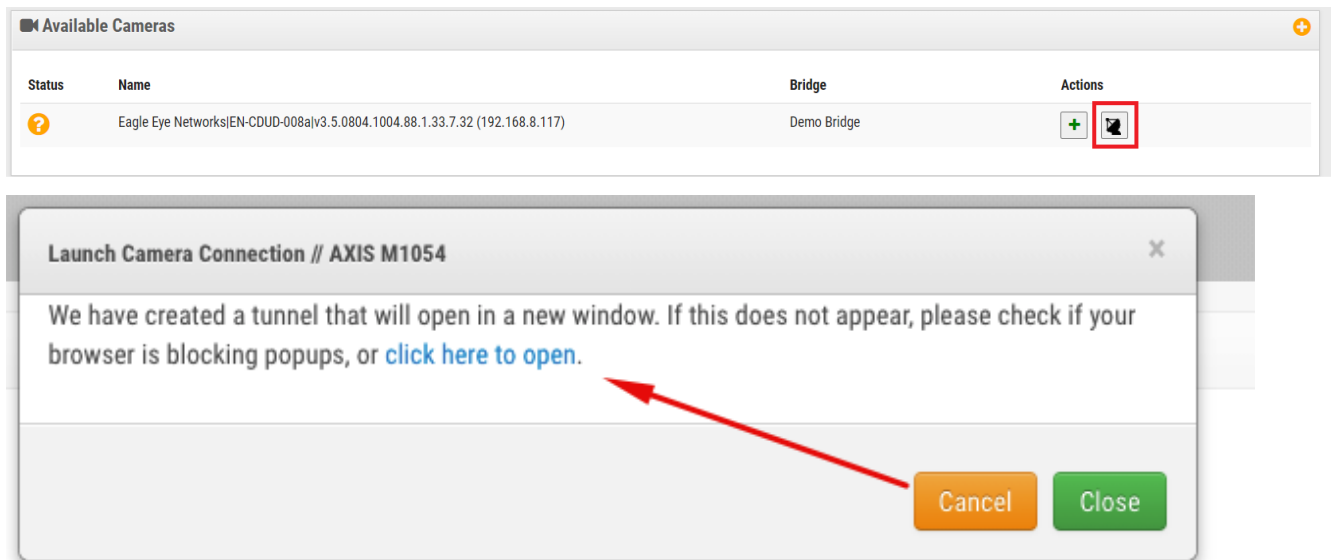 Available Cameras
Status Name Bridge Actions
Eagle Eye Networks|EN-CDUD-008a|v3.5.0804.1004.88.1.33.7.32 (192.168.8.117) Demo Bridge
Launch Camera Connection // AXIS M1054
We have created a tunnel that will open in a new window. If this does not appear, please check if your
browser is blocking popups, or click here to open.
Cancel Close